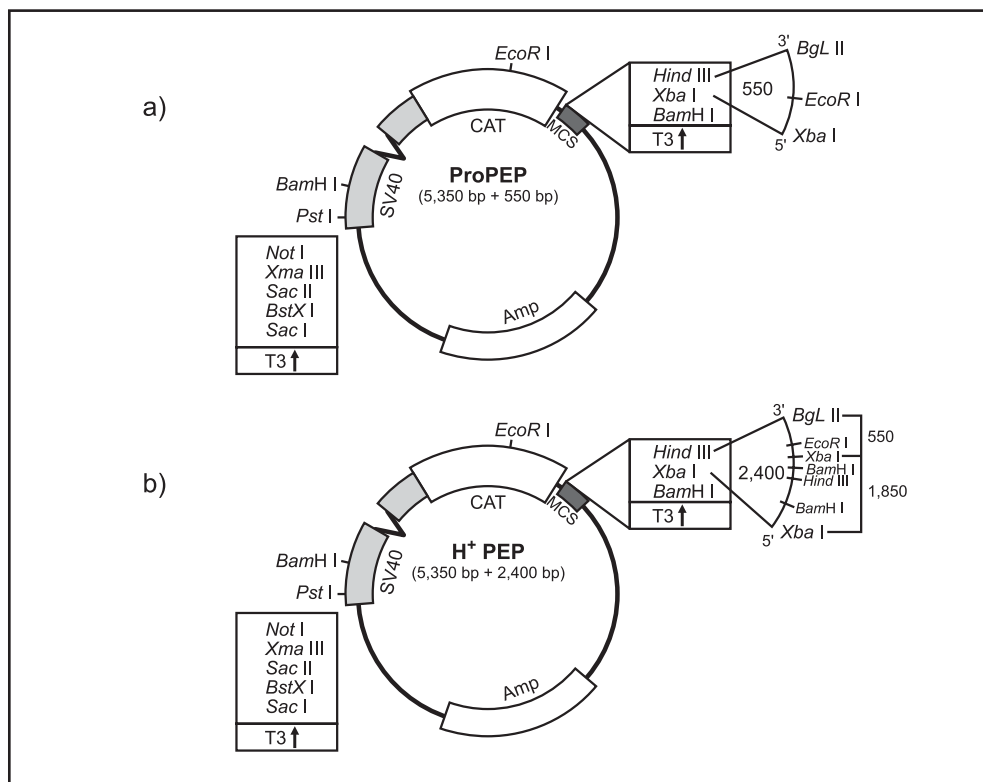 a)
EcoR I
CAT
MCS
ProPEP
(5,350 bp + 550 bp)
SV40
BamH I
Pst I
Not I
Xma III
Sac II
BstX I
Sac I
T3
Amp
Hind III
Xba I
BamH I
T3
3'
BgL II
550
EcoR I
5'
Xba I
b)
EcoR I
CAT
MCS
H+ PEP
(5,350 bp + 2,400 bp)
SV40
BamH I
Pst I
Not I
Xma III
Sac II
BstX I
Sac I
T3
Amp
Hind III
Xba I
BamH I
T3
3'
BgL II
EcoR I
550
Xba I
2,400
BamH I
Hind III
1,850
BamH I
5'
Xba I